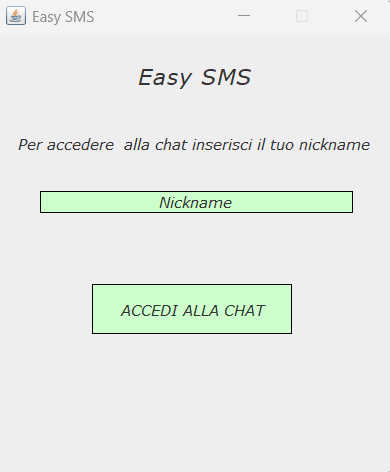 Easy SMS
Easy SMS
Per accedere  alla chat inserisci il tuo nickname
Nickname
ACCEDI ALLA CHAT